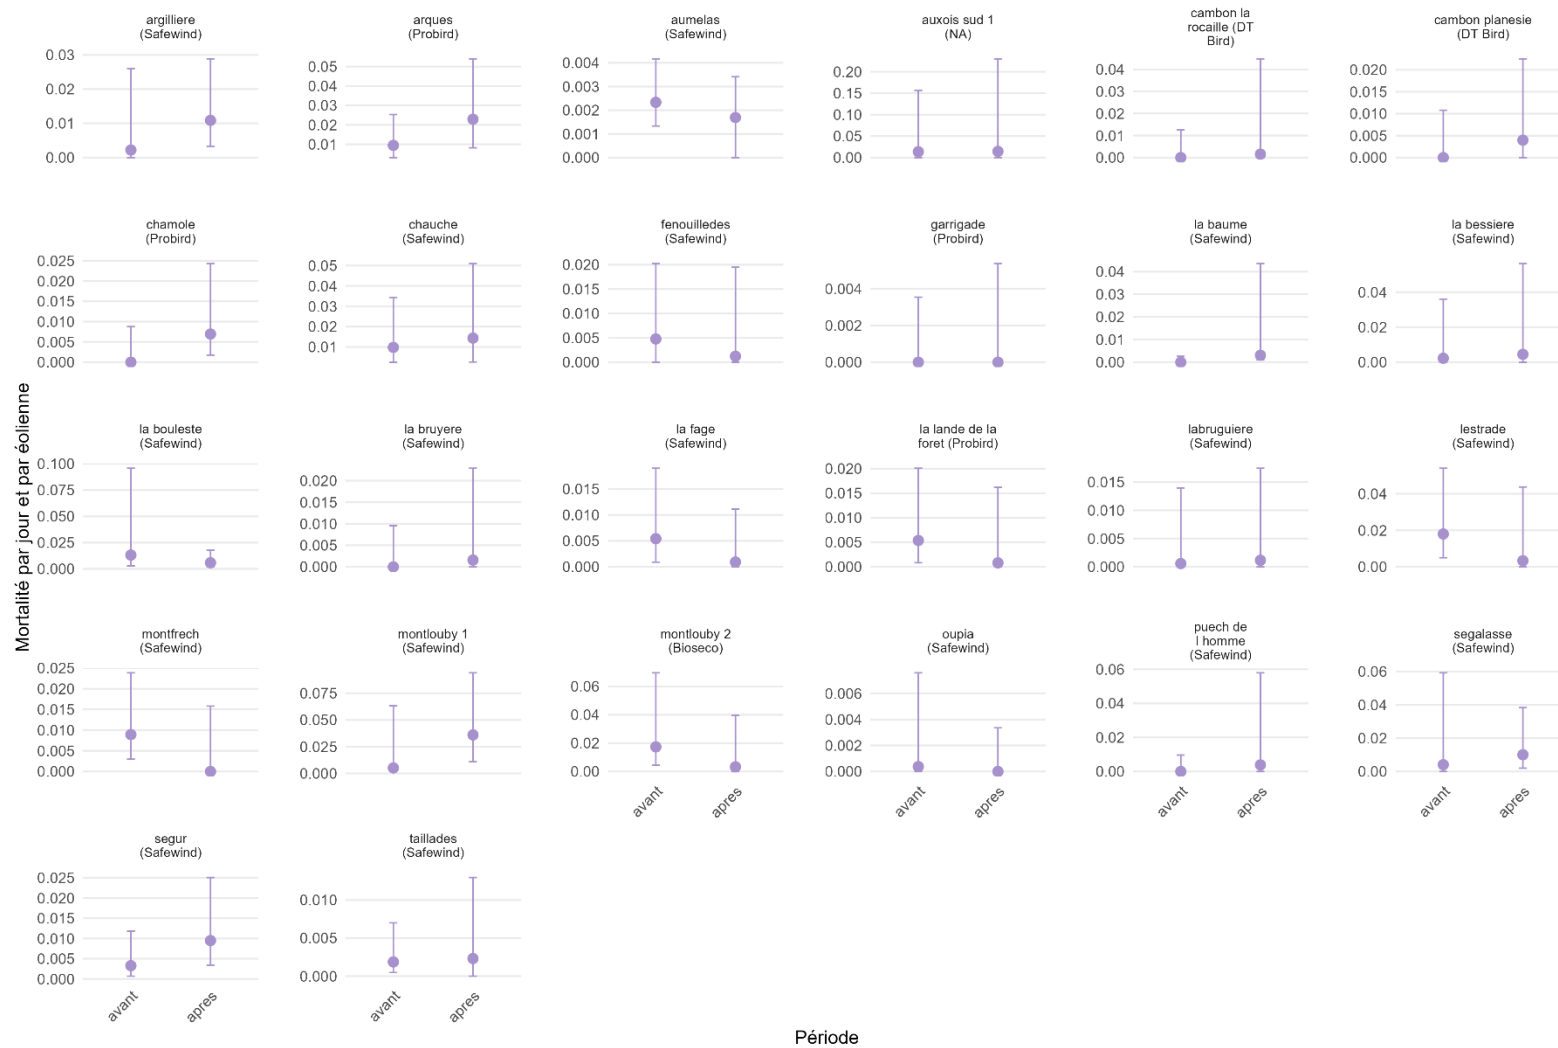 argilliere
(Safewind)
arques
(Probird)
aumelas
(Safewind)
auxois sud 1
(NA)
cambon la
rocaille (DT
Bird)
cambon planesie
(DT Bird)
0.03
0.02
0.01
0.00
0.05
0.04
0.03
0.02
0.01
0.004
0.003
0.002
0.001
0.000
0.20
0.15
0.10
0.05
0.00
0.04
0.03
0.02
0.01
0.00
0.020
0.015
0.010
0.005
0.000
chamole
(Probird)
chauche
(Safewind)
fenouilledes
(Safewind)
garrigade
(Probird)
la baume
(Safewind)
la bessiere
(Safewind)
0.025
0.020
0.015
0.010
0.005
0.000
0.05
0.04
0.03
0.02
0.01
0.020
0.015
0.010
0.005
0.000
0.004
0.002
0.000
0.04
0.03
0.02
0.01
0.00
0.04
0.02
0.00
Mortalité par jour et par éolienne
la bouleste
(Safewind)
la bruyere
(Safewind)
la fage
(Safewind)
la lande de la
foret (Probird)
labruguiere
(Safewind)
lestrade
(Safewind)
0.100
0.075
0.050
0.025
0.000
0.020
0.015
0.010
0.005
0.000
0.015
0.010
0.005
0.000
0.020
0.015
0.010
0.005
0.000
0.015
0.010
0.005
0.000
0.04
0.02
0.00
montfrech
(Safewind)
montlouby 1
(Safewind)
montlouby 2
(Bioseco)
oupia
(Safewind)
puech de
l homme
(Safewind)
segalasse
(Safewind)
0.025
0.020
0.015
0.010
0.005
0.000
0.075
0.050
0.025
0.000
0.06
0.04
0.02
0.00
0.006
0.004
0.002
0.000
0.06
0.04
0.02
0.00
0.06
0.04
0.02
0.00
avant
apres
avant
apres
avant
apres
avant
apres
segur
(Safewind)
taillades
(Safewind)
0.025
0.020
0.015
0.010
0.005
0.000
0.010
0.005
0.000
avant
apres
avant
apres
Période